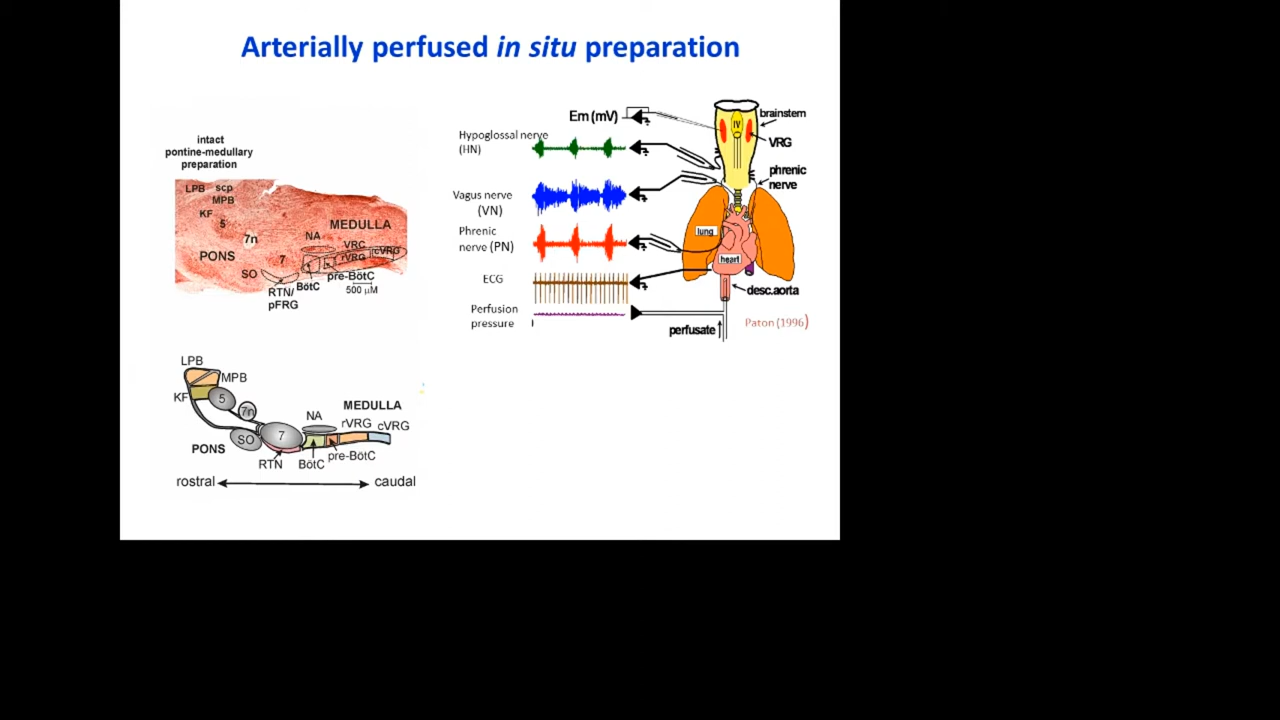 Arterially perfused in situ preparation
intact
pontine-medullary
preparation
LPB scp
MPB
KF
5
7n
MEDULLA
NA
VRC
cVRG
rVRG
PONS
7
SO
pre-BötC
BötC
RTN/
pFRG
500 µM
LPB
MPB
KF
5
7n
MEDULLA
NA
rVRG
cVRG
SO
7
PONS
pre-BötC
RTN
BötC
rostral
caudal
Em (mV)
Hypoglossal nerve
(HN)
Vagus nerve
(VN)
Phrenic
nerve (PN)
ECG
Perfusion
pressure
brainstem
IV
VRG
phrenic
nerve
lung
heart
desc.aorta
perfusate
Paton (1996)